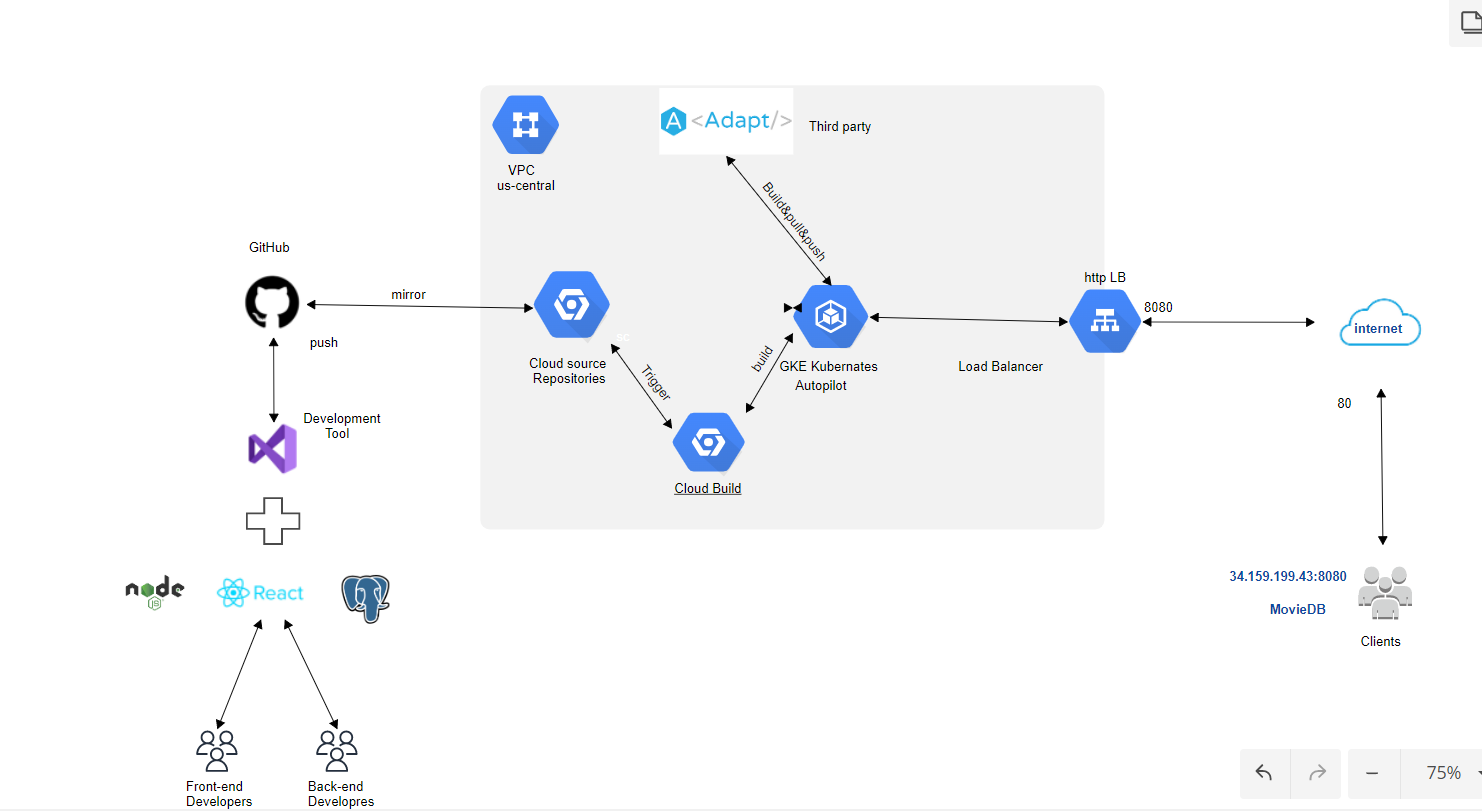 <Adapt/>
Third party
VPC
us-central
Build&pull&push
GitHub
mirror
http LB
8080
internet
push
Cloud source
Repositories
Trigger
build
GKE Kubernates
Autopilot
Load Balancer
80
Development
Tool
Cloud Build
node
JS
React
34.159.199.43:8080
MovieDB
Clients
Front-end
Developers
Back-end
Developres
75%